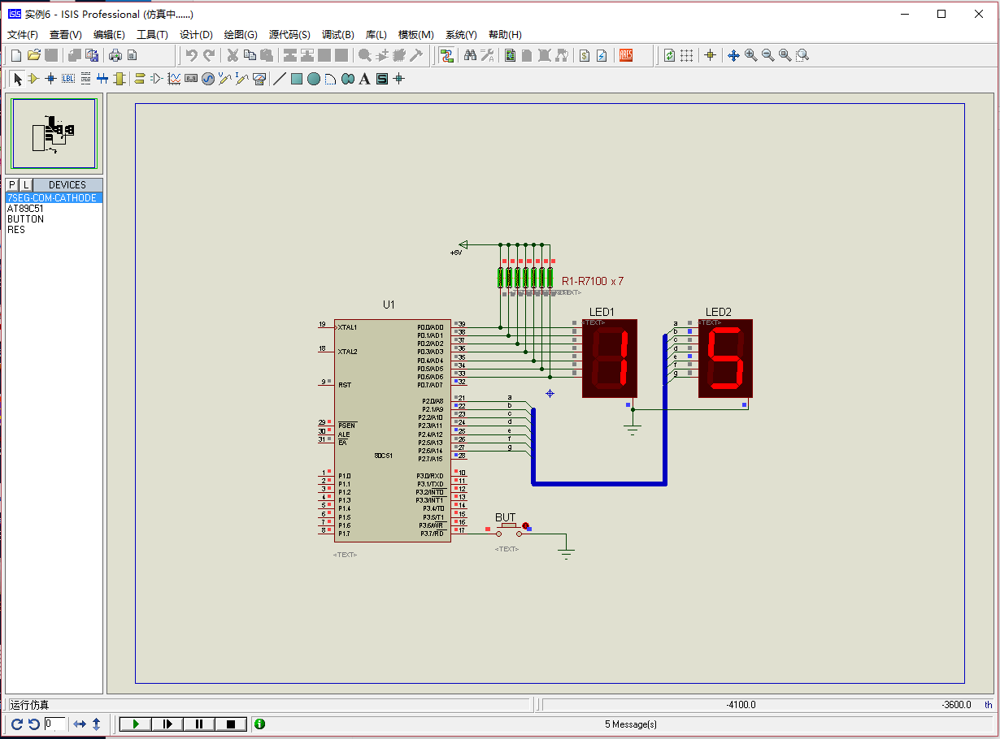 实例6 - ISIS Professional (仿真中......)
文件(F) 查看(V) 编辑(E) 工具(T) 设计(D) 绘图(G) 源代码(S) 调试(B) 库(L) 模板(M) 系统(Y) 帮助(H)
ARES
LBL
A S
P L DEVICES
7SEG-COM-CATHODE
AT89C51
BUTTON
RES
+5V
R1-R7100 x 7
<TEXT>
U1
LED1
LED2
<TEXT>
<TEXT>
19 XTAL1
18 XTAL2
9 RST
29 PSEN
30 ALE
31 EA
80C51
1 P1.0
2 P1.1
3 P1.2
4 P1.3
5 P1.4
6 P1.5
7 P1.6
8 P1.7
P0.0/AD0 39
P0.1/AD1 38
P0.2/AD2 37
P0.3/AD3 36
P0.4/AD4 35
P0.5/AD5 34
P0.6/AD6 33
P0.7/AD7 32
P2.0/A8 21 a
P2.1/A9 22 b
P2.2/A10 23 c
P2.3/A11 24 d
P2.4/A12 25 e
P2.5/A13 26 f
P2.6/A14 27 g
P2.7/A15 28
P3.0/RXD 10
P3.1/TXD 11
P3.2/INT0 12
P3.3/INT1 13
P3.4/T0 14
P3.5/T1 15
P3.6/WR 16
P3.7/RD 17
<TEXT>
BUT
<TEXT>
1
a
b
c
d
e
f
g
5
运行仿真
-4100.0 -3600.0 th
0
5 Message(s)